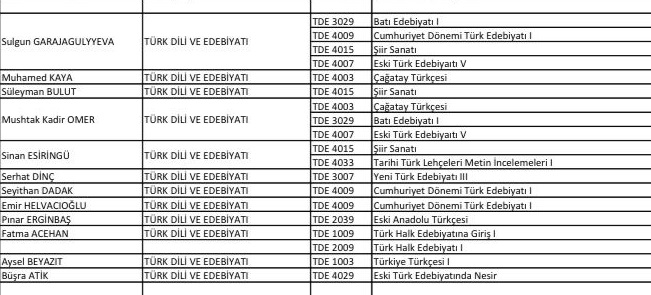 TDE 3029 Batı Edebiyatı I
TDE 4009 Cumhuriyet Dönemi Türk Edebiyatı I
Sulgun GARAJAGULYYEVA TÜRK DİLİ VE EDEBİYATI
TDE 4015 Şiir Sanatı
TDE 4007 Eski Türk Edebiyaıtı V
Muhamed KAYA TÜRK DİLİ VE EDEBİYATI TDE 4003 Çağatay Türkçesi
Süleyman BULUT TÜRK DİLİ VE EDEBİYATI TDE 4015 Şiir Sanatı
TDE 4003 Çağatay Türkçesi
Mushtak Kadir OMER TÜRK DİLİ VE EDEBİYATI TDE 3029 Batı Edebiyatı I
TDE 4007 Eski Türk Edebiyaıtı V
Sinan ESİRİNGÜ TÜRK DİLİ VE EDEBİYATI
TDE 4015 Şiir Sanatı
TDE 4033 Tarihi Türk Lehçeleri Metin İncelemeleri I
Serhat DİNÇ TÜRK DİLİ VE EDEBİYATI TDE 3007 Yeni Türk Edebiyatı III
Seyithan DADAK TÜRK DİLİ VE EDEBİYATI TDE 4009 Cumhuriyet Dönemi Türk Edebiyatı I
Emir HELVACIOĞLU TÜRK DİLİ VE EDEBİYATI TDE 4009 Cumhuriyet Dönemi Türk Edebiyatı I
Pınar ERGİNBAŞ TÜRK DİLİ VE EDEBİYATI TDE 2039 Eski Anadolu Türkçesi
Fatma ACEHAN TÜRK DİLİ VE EDEBİYATI TDE 1009 Türk Halk Edebiyatına Giriş I
TDE 2009 Türk Halk Edebiyatı I
Aysel BEYAZIT TÜRK DİLİ VE EDEBİYATI TDE 1003 Türkiye Türkçesi I
Büşra ATİK TÜRK DİLİ VE EDEBİYATI TDE 4029 Eski Türk Edebiyatında Nesir